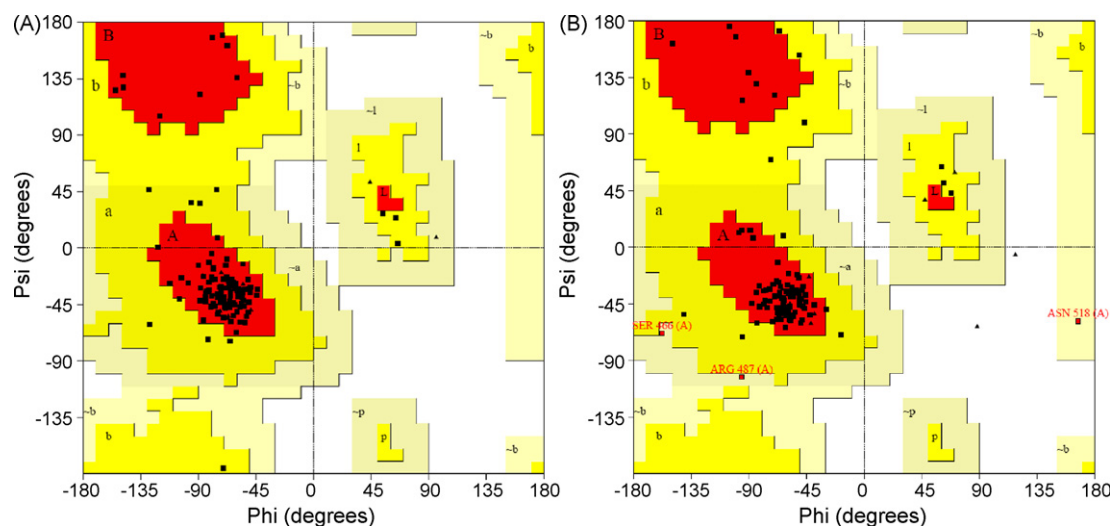 (A)
Psi (degrees)
180
135
90
45
0
-45
-90
-135
B
b
~b
~b
b
~l
l
L
a
A
~a
~b
b
~p
p
~b
-180 -135 -90 -45 0 45 90 135 180
Phi (degrees)
(B)
Psi (degrees)
180
135
90
45
0
-45
-90
-135
B
b
~b
~b
b
~l
l
L
a
A
~a
SER 466 (A)
ARG 487 (A)
ASN 518 (A)
~b
b
~p
p
~b
-180 -135 -90 -45 0 45 90 135 180
Phi (degrees)